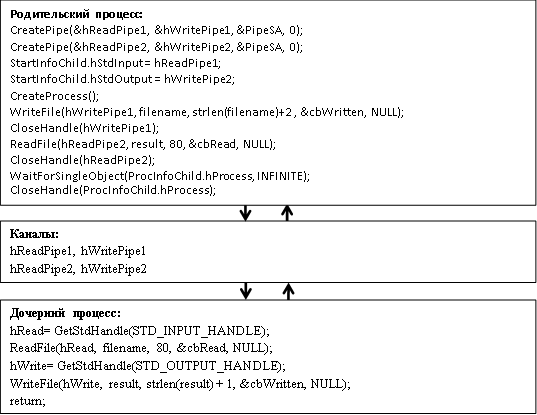 Родительский процесс:
CreatePipe(&hReadPipe1, &hWritePipe1, &PipeSA, 0);
CreatePipe(&hReadPipe2, &hWritePipe2, &PipeSA, 0);
StartInfoChild.hStdInput = hReadPipe1;
StartInfoChild.hStdOutput = hWritePipe2;
CreateProcess();
WriteFile(hWritePipe1, filename, strlen(filename)+2 , &cbWritten, NULL);
CloseHandle(hWritePipe1);
ReadFile(hReadPipe2, result, 80, &cbRead, NULL);
CloseHandle(hReadPipe2);
WaitForSingleObject(ProcInfoChild.hProcess, INFINITE);
CloseHandle(ProcInfoChild.hProcess);
Каналы:
hReadPipe1, hWritePipe1
hReadPipe2, hWritePipe2
Дочерний процесс:
hRead= GetStdHandle(STD_INPUT_HANDLE);
ReadFile(hRead, filename, 80, &cbRead, NULL);
hWrite= GetStdHandle(STD_OUTPUT_HANDLE);
WriteFile(hWrite, result, strlen(result) + 1, &cbWritten, NULL);
return;